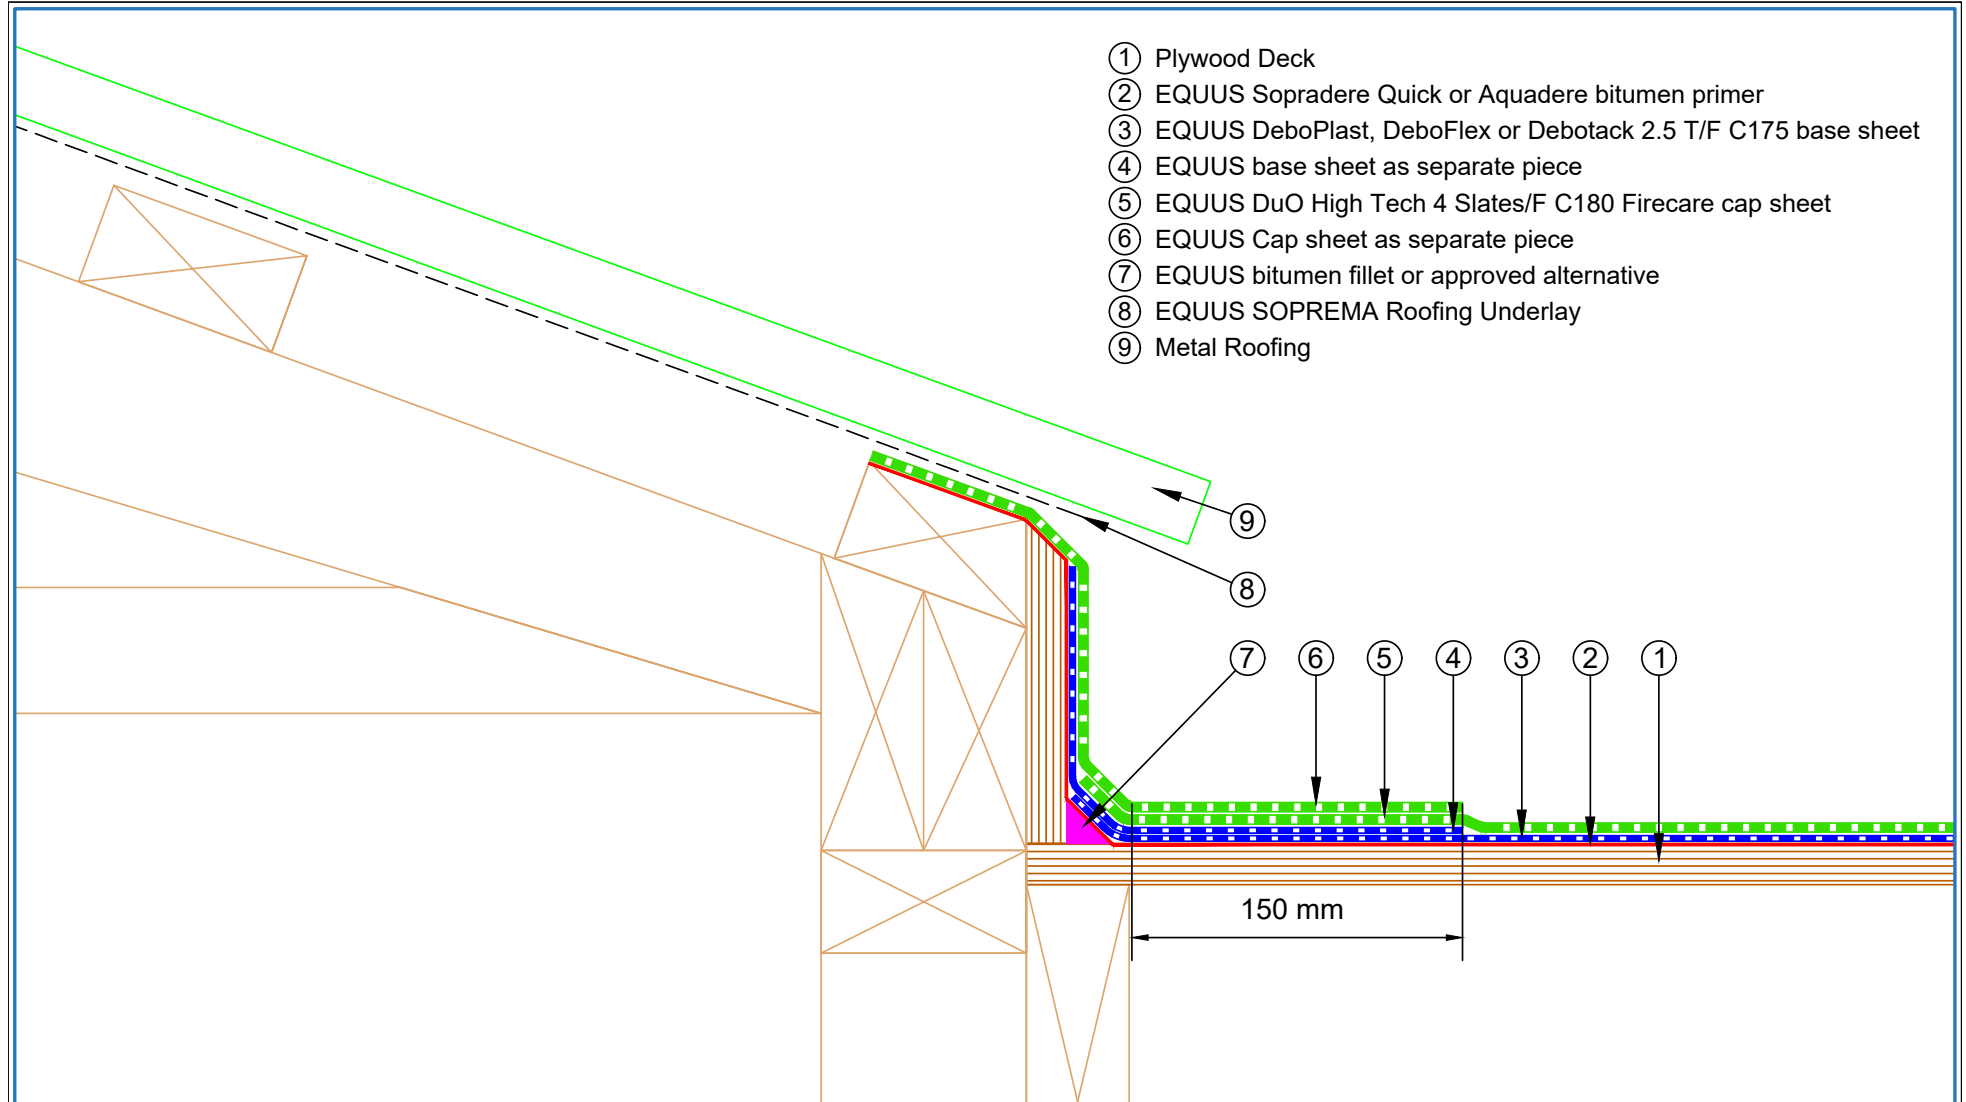 ① Plywood Deck
② EQUUS Sopradere Quick or Aquadere bitumen primer
③ EQUUS DeboPlast, DeboFlex or Debotack 2.5 T/F C175 base sheet
④ EQUUS base sheet as separate piece
⑤ EQUUS DuO High Tech 4 Slates/F C180 Firecare cap sheet
⑥ EQUUS Cap sheet as separate piece
⑦ EQUUS bitumen fillet or approved alternative
⑧ EQUUS SOPREMA Roofing Underlay
⑨ Metal Roofing
⑨
⑧
⑦ ⑥ ⑤ ④ ③ ② ①
150 mm